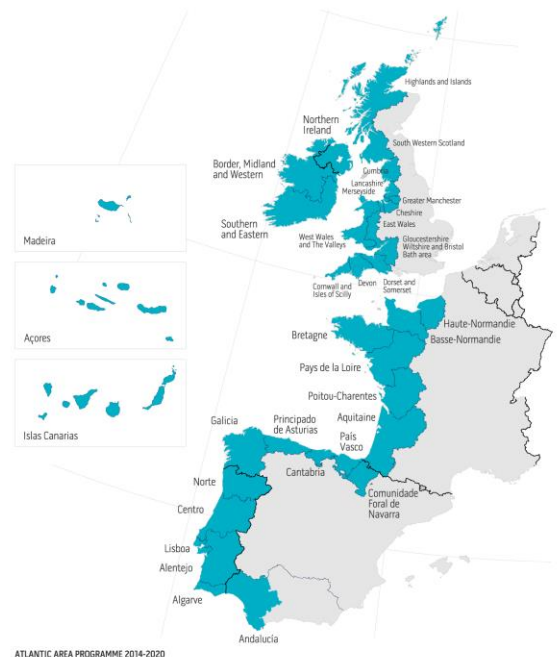 Highlands and Islands
Northern
Ireland
South Western Scotland
Border, Midland
and Western
Cumbria
Lancashire
Merseyside
Greater Manchester
Cheshire
East Wales
Southern
and Eastern
West Wales
and The Valleys
Gloucestershire
Wiltshire and Bristol
Bath area
Madeira
Cornwall and
Isles of Scilly
Devon
Dorset and
Somerset
Haute-Normandie
Basse-Normandie
Bretagne
Açores
Pays de la Loire
Poitou-Charentes
Aquitaine
Galicia
Principado
de Asturias
País
Vasco
Islas Canarias
Cantabria
Norte
Comunidade
Foral de
Navarra
Centro
Lisboa
Alentejo
Algarve
Andalucía
ATLANTIC AREA PROGRAMME 2014-2020